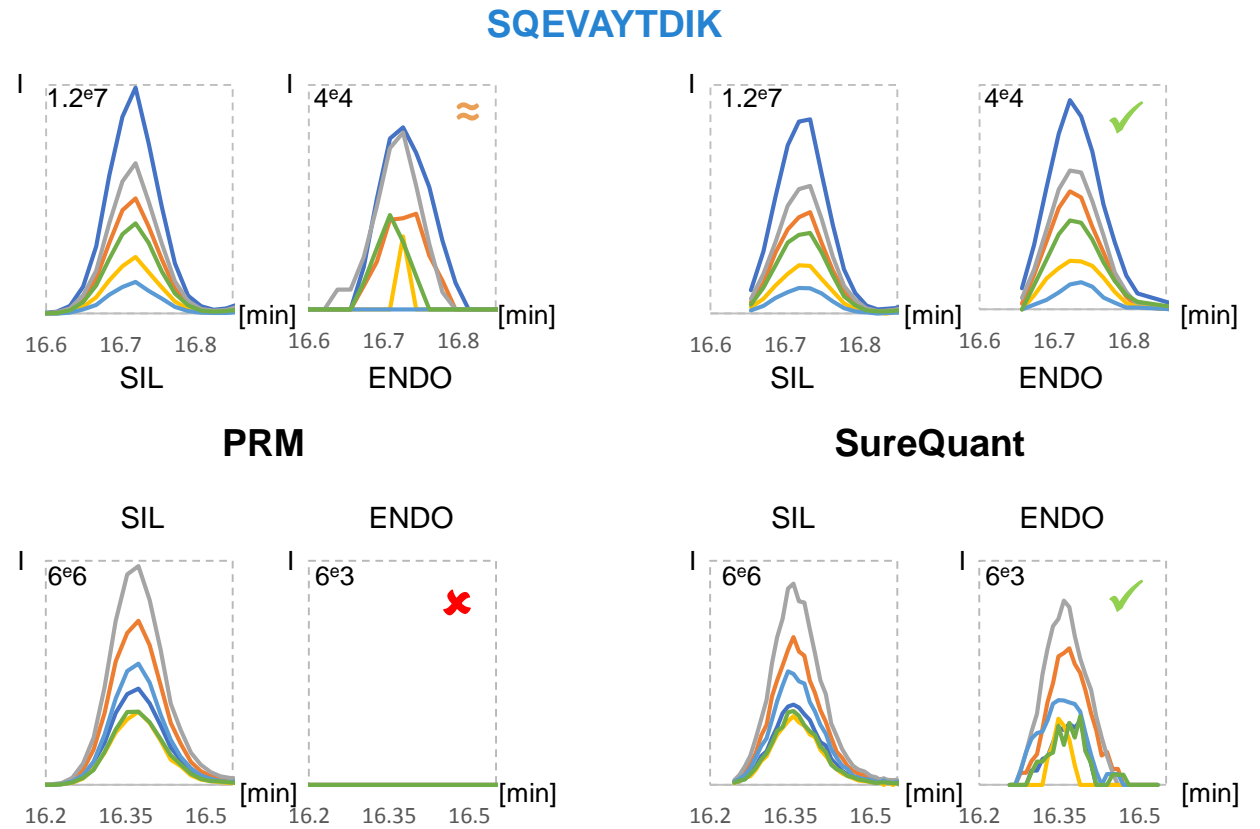 SQEVAYTDIK
I I I
1.2ᵉ7 4ᵉ4 ≈ 1.2ᵉ7 4ᵉ4 ✓
[min] [min] [min] [min]
16.6 16.7 16.8 16.6 16.7 16.8 16.6 16.7 16.8 16.6 16.7 16.8
SIL ENDO SIL ENDO
PRM SureQuant
SIL ENDO SIL ENDO
I I I I
6ᵉ6 6ᵉ3 ✘ 6ᵉ6 6ᵉ3 ✓
[min] [min] [min] [min]
16.2 16.35 16.5 16.2 16.35 16.5 16.2 16.35 16.5 16.2 16.35 16.5